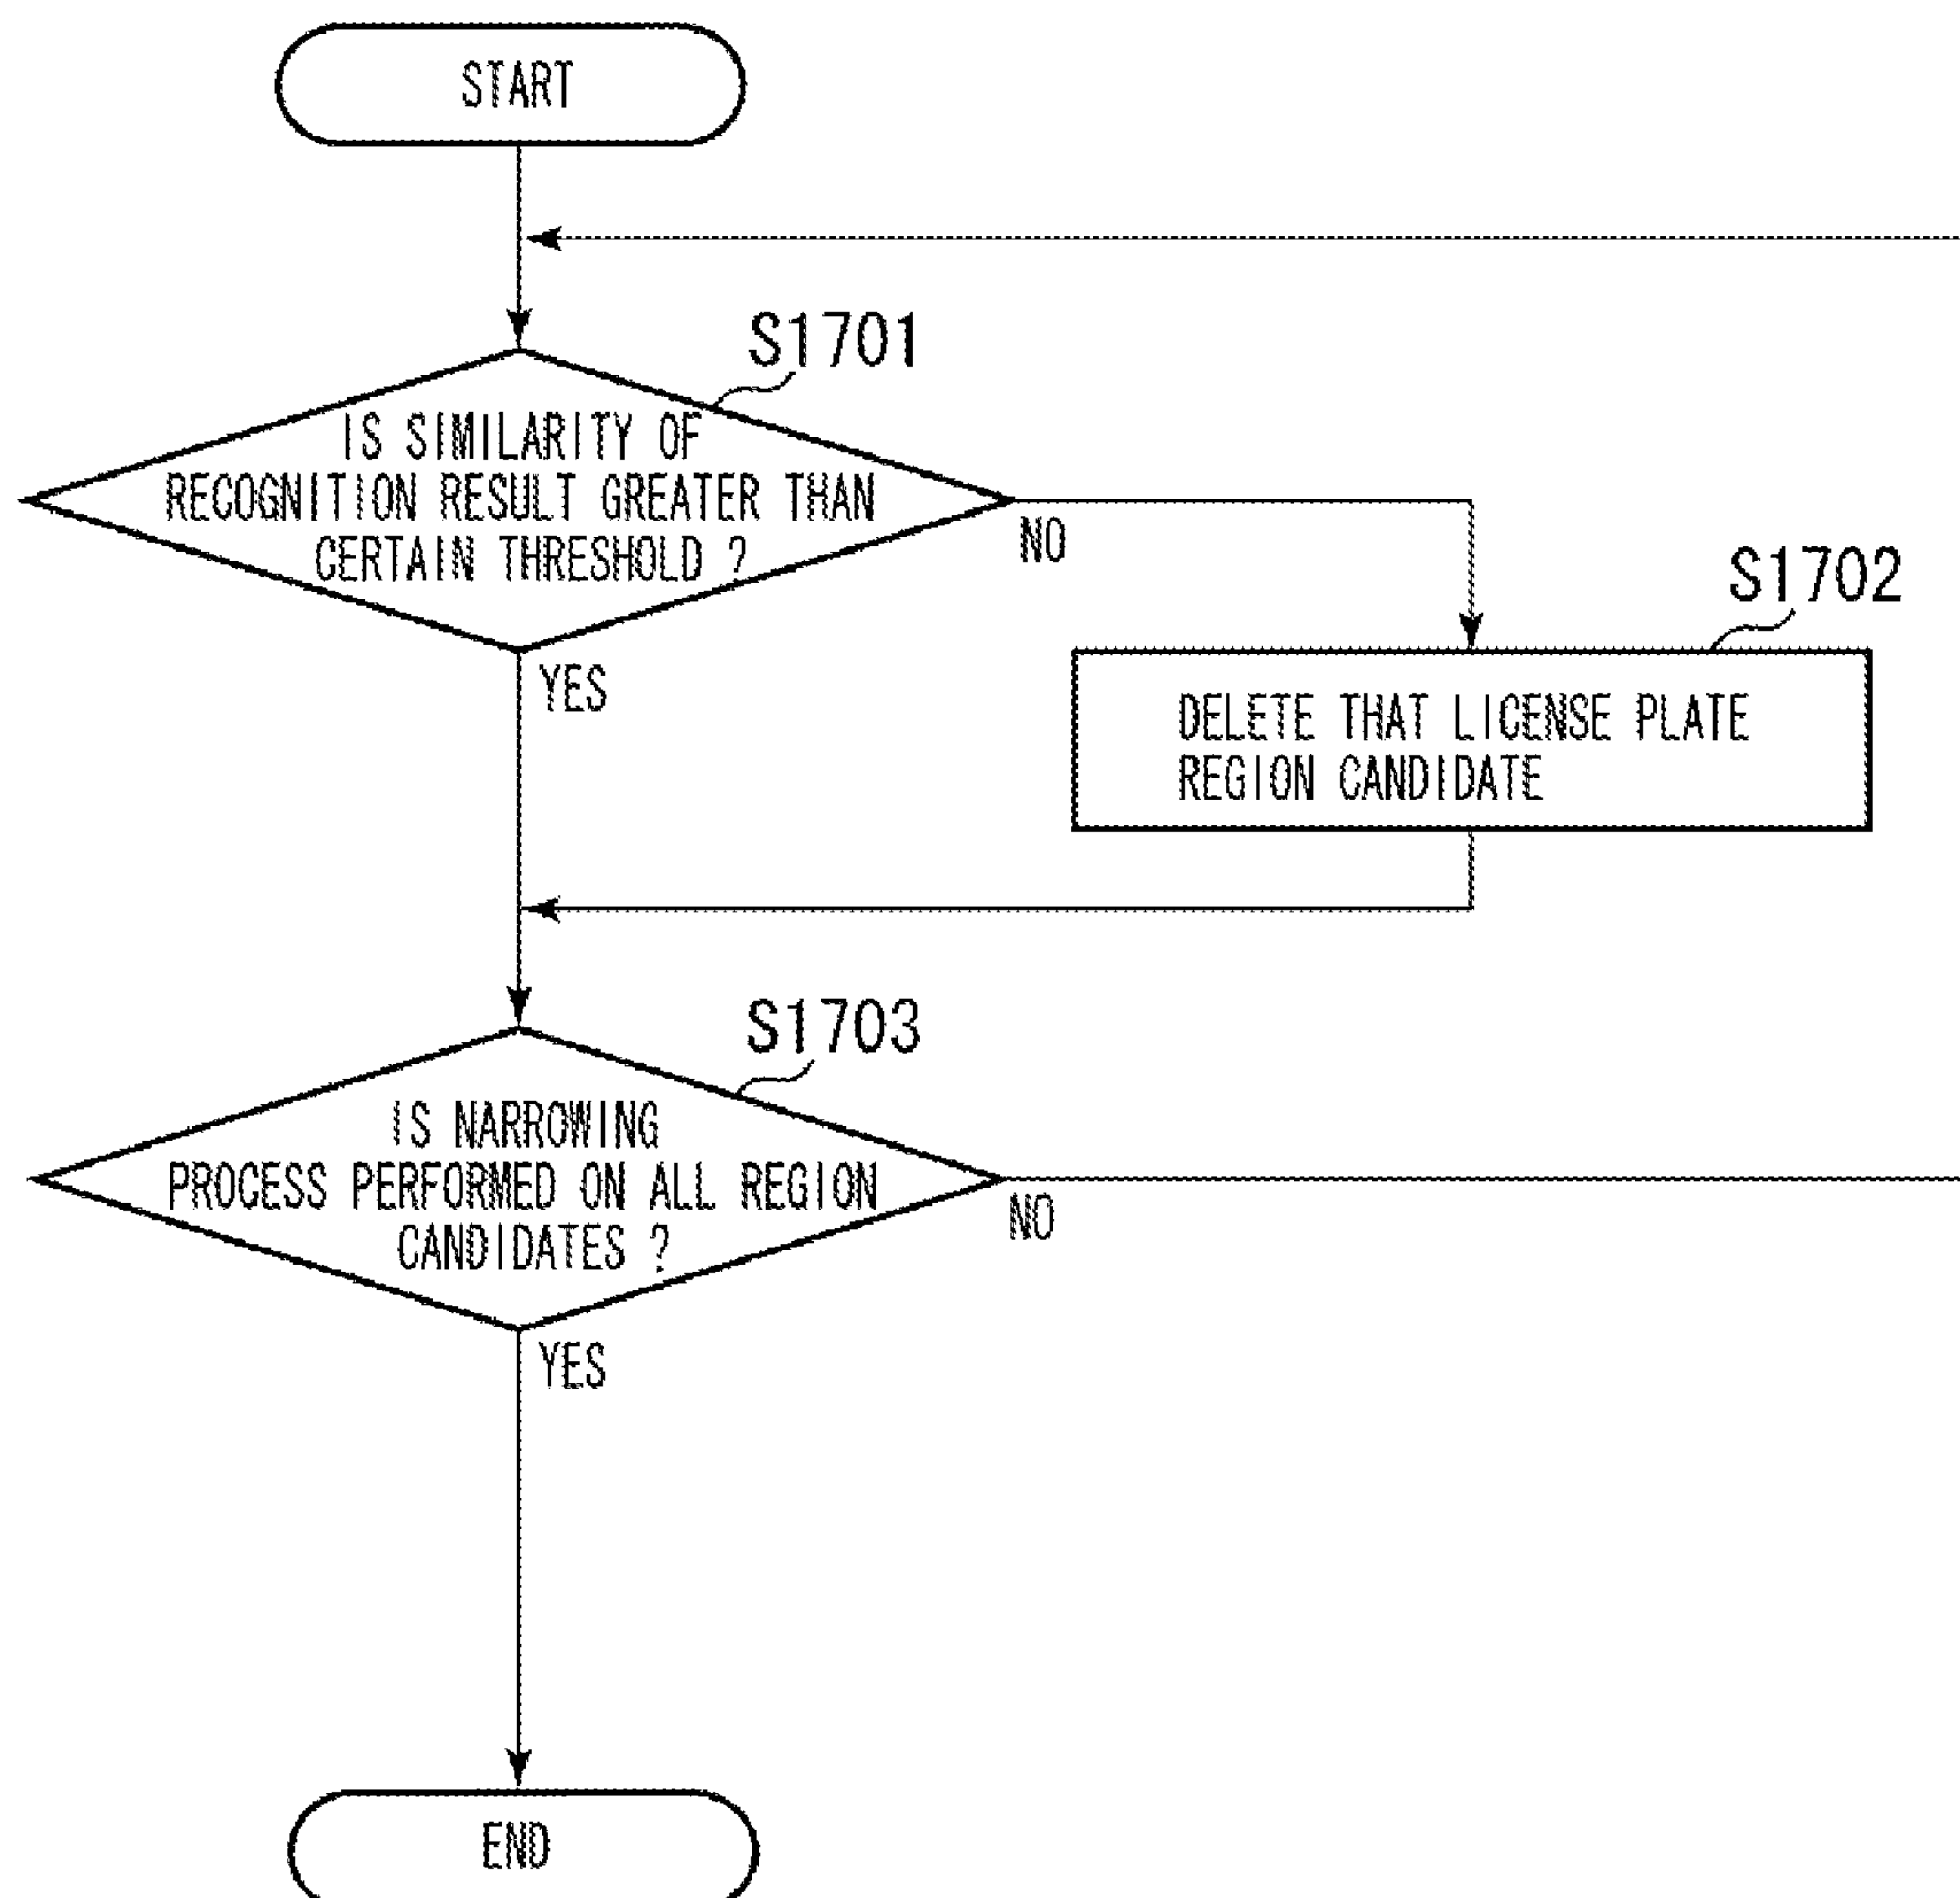 START
S1701
IS SIMILARITY OF
RECOGNITION RESULT GREATER THAN
CERTAIN THRESHOLD ?
NO
YES
S1702
DELETE THAT LICENSE PLATE
REGION CANDIDATE
S1703
IS NARROWING
PROCESS PERFORMED ON ALL REGION
CANDIDATES ?
NO
YES
END